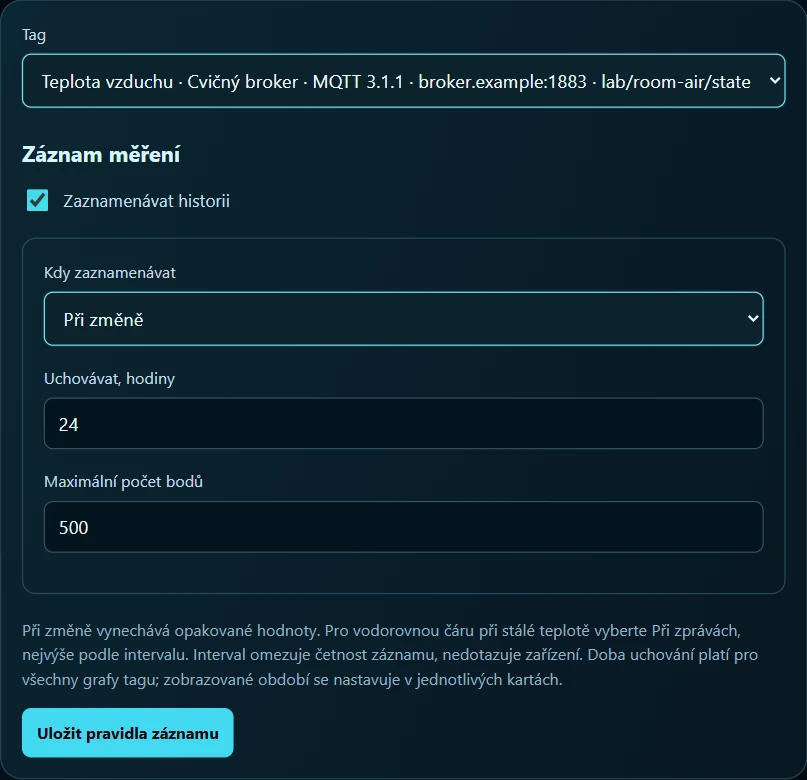 Tag
Teplota vzduchu · Cvičný broker · MQTT 3.1.1 · broker.example:1883 · lab/room-air/state
Záznam měření
Zaznamenávat historii
Kdy zaznamenávat
Při změně
Uchovávat, hodiny
24
Maximální počet bodů
500
Při změně vynechává opakované hodnoty. Pro vodorovnou čáru při stálé teplotě vyberte Při zprávách,
nejvýše podle intervalu. Interval omezuje četnost záznamu, nedotazuje zařízení. Doba uchování platí pro
všechny grafy tagu; zobrazované období se nastavuje v jednotlivých kartách.
Uložit pravidla záznamu